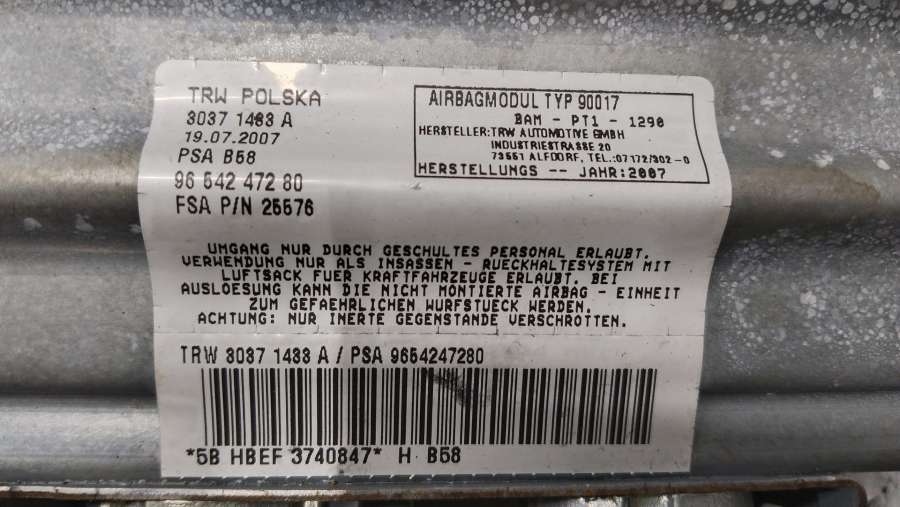 TRW POLSKA
3037 1433 A
19.07.2007
PSA B58
96 542 472 80
FSA P/N 25576
AIRBAGMODUL TYP 90017
BAM - PT1 - 1290
HERSTELLER:TRW AUTOMOTIVE GMBH
INDUSTRIESTRASSE 20
73551 ALFDORF, TEL.:07172/302-0
HERSTELLUNGS -- JAHR:2007
UMGANG NUR DURCH GESCHULTES PERSONAL ERLAUBT.
VERWENDUNG NUR ALS INSASSEN - RUECKHALTESYSTEM MIT
LUFTSACK FUER KRAFTFAHRZEUGE ERLAUBT. BEI
AUSLOESUNG KANN DIE NICHT MONTIERTE AIRBAG - EINHEIT
ZUM GEFAEHRLICHEN WURFSTUECK WERDEN.
ACHTUNG: NUR INERTE GEGENSTANDE VERSCHROTTEN.
TRW 3037 1433 A / PSA 9654247280
*5B HBEF 3740847* H B58